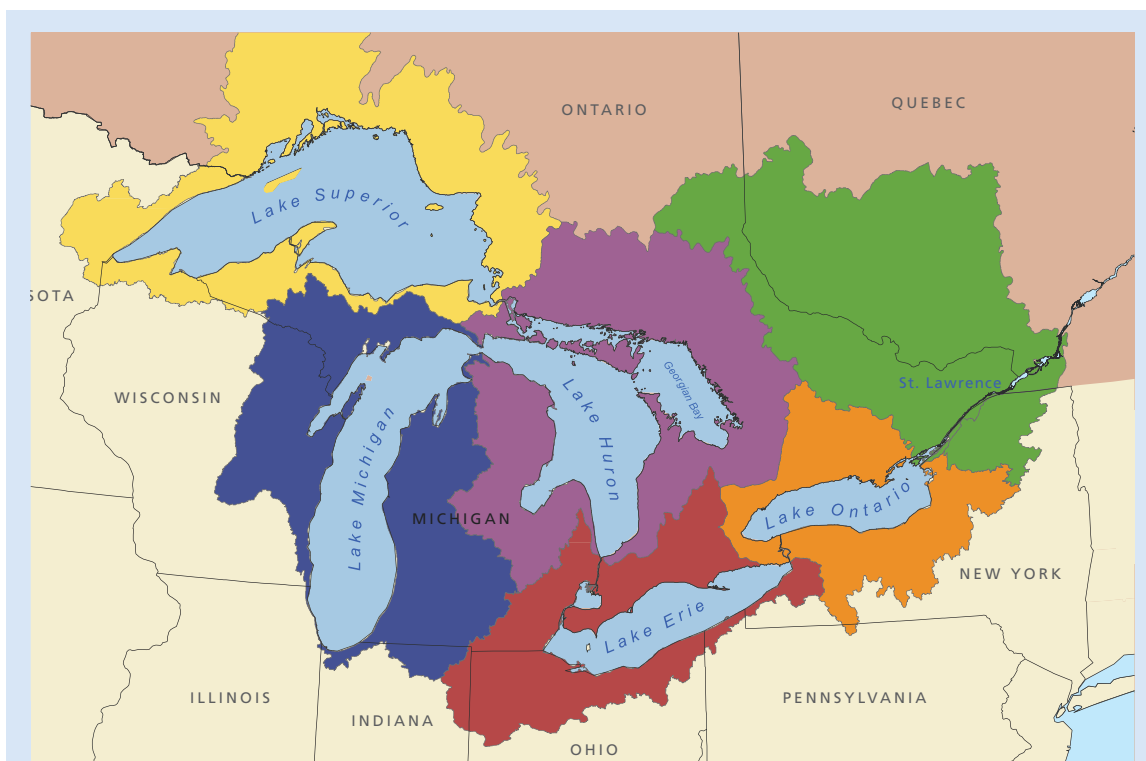 ONTARIO
QUEBEC
Lake Superior
SOTA
Georgian Bay
St. Lawrence
WISCONSIN
Lake Michigan
Lake Huron
MICHIGAN
Lake Ontario
NEW YORK
Lake Erie
ILLINOIS
INDIANA
PENNSYLVANIA
OHIO